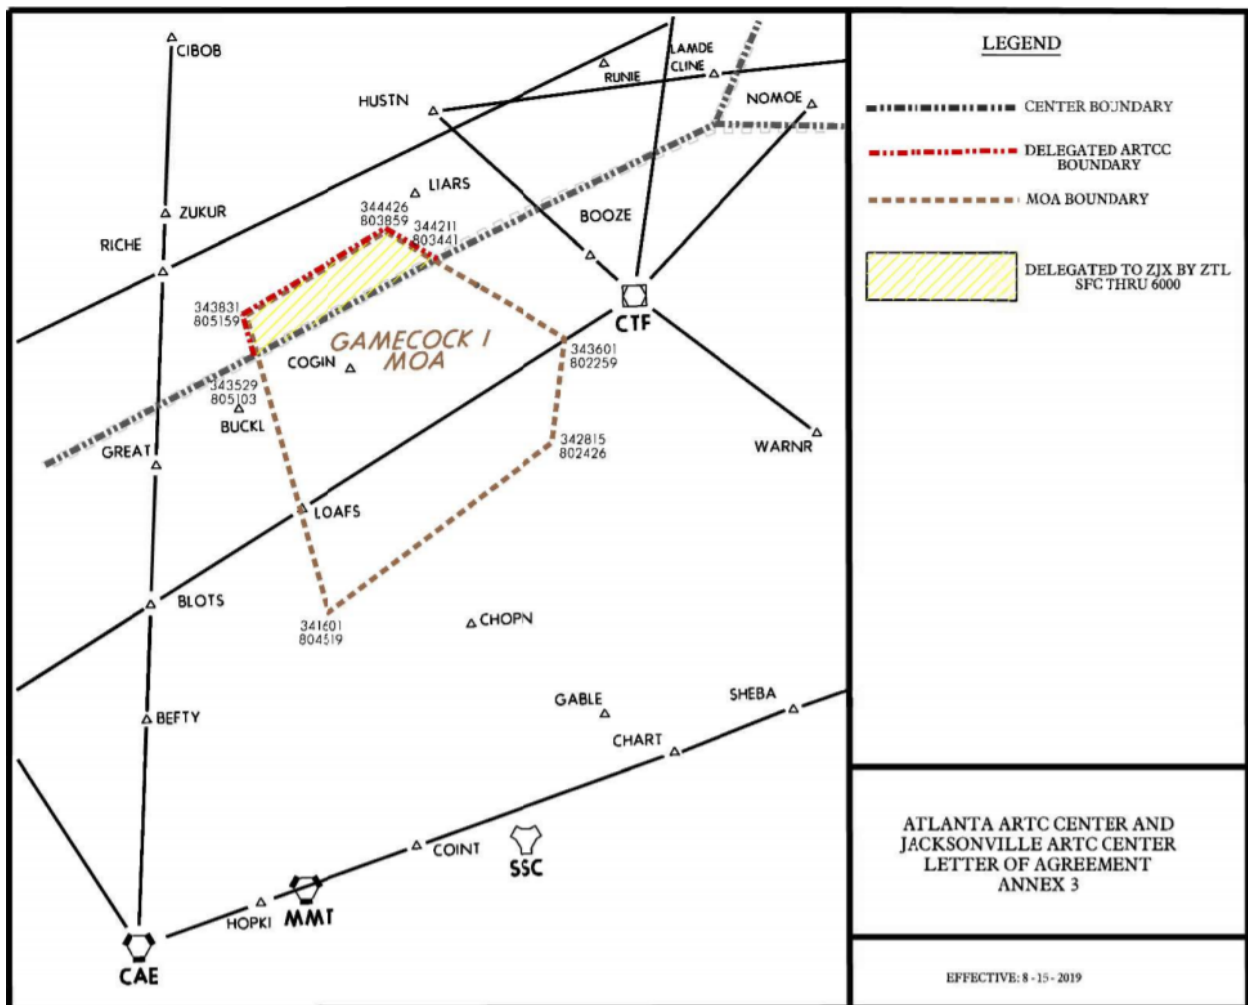 CIBOB
LAMDE
CLINE
RUNIE
HUSTN
NOMOE
LIARS
ZUKUR
344426
803859
344211
803441
BOOZE
RICHE
343831
805159
CTF
GAMECOCK I
MOA
COGIN
343601
802259
343529
805103
BUCKL
342815
802426
WARNR
GREAT
LOAFS
BLOTS
341601
804519
CHOPN
GABLE
SHEBA
BEFTY
CHART
COINT
SSC
HOPKI
MMT
CAE
LEGEND
CENTER BOUNDARY
DELEGATED ARTCC
BOUNDARY
MOA BOUNDARY
DELEGATED TO ZJX BY ZTL
SFC THRU 6000
ATLANTA ARTC CENTER AND
JACKSONVILLE ARTC CENTER
LETTER OF AGREEMENT
ANNEX 3
EFFECTIVE: 8 - 15 - 2019